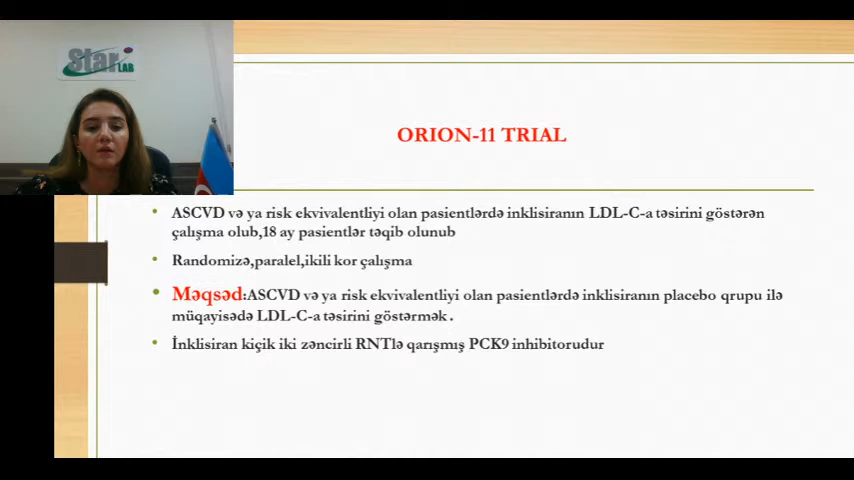 Star LAB
ORION-11 TRIAL
• ASCVD və ya risk ekvivalentliyi olan pasientlərdə inklisiranın LDL-C-a təsirini göstərən
çalışma olub,18 ay pasientlər təqib olunub
• Randomizə,paralel,ikili kor çalışma
• Məqsəd:ASCVD və ya risk ekvivalentliyi olan pasientlərdə inklisiranın placebo qrupu ilə
müqayisədə LDL-C-a təsirini göstərmək .
• İnklisiran kiçik iki zəncirli RNTlə qarışmış PCK9 inhibitorudur